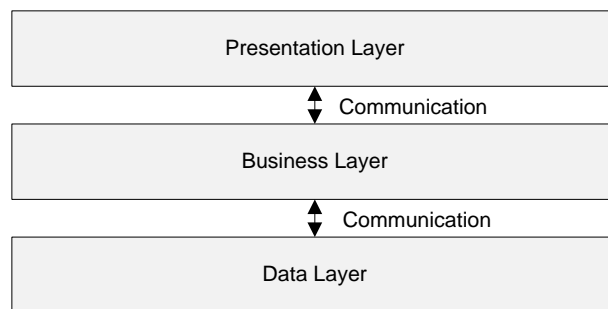 Presentation Layer
Communication
Business Layer
Communication
Data Layer